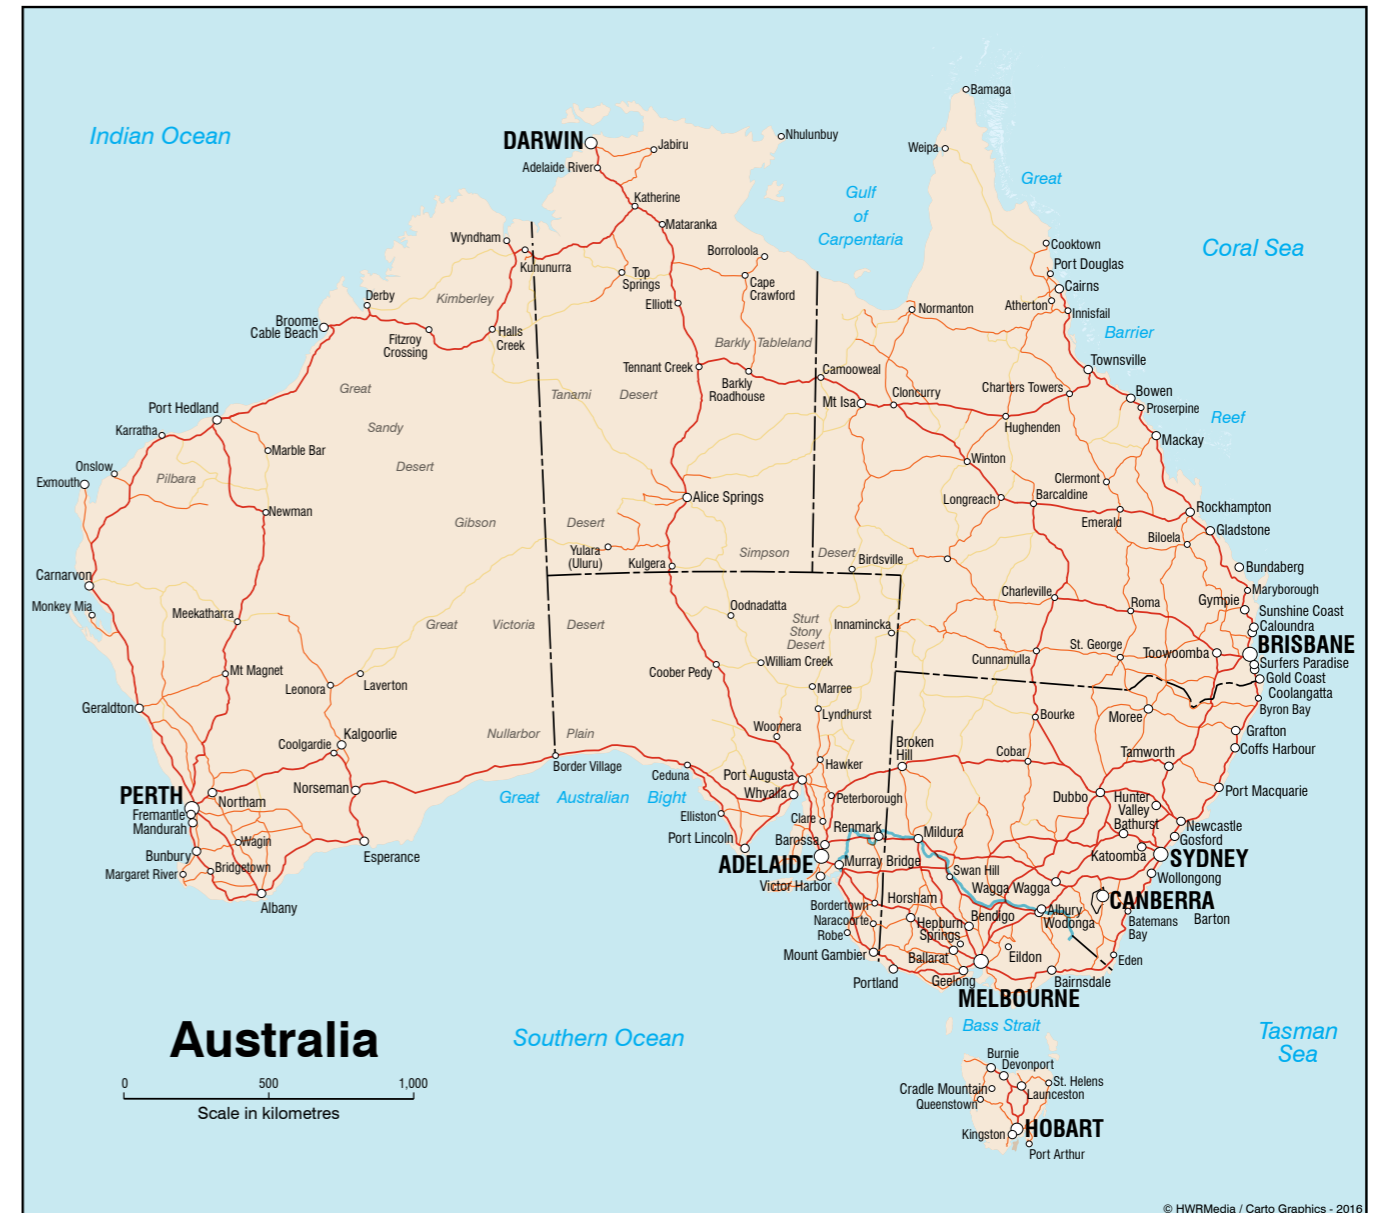 Bamaga
Indian Ocean
DARWIN
Nhulunbuy
Jabiru
Weipa
Adelaide River
Great
Gulf
of
Carpentaria
Katherine
Mataranka
Wyndham
Kununurra
Borroloola
Cooktown
Coral Sea
Port Douglas
Top
Springs
Cape
Crawford
Cairns
Derby
Kimberley
Elliott
Normanton
Atherton
Innisfail
Broome
Cable Beach
Fitzroy
Crossing
Halls
Creek
Barkly Tableland
Barrier
Tennant Creek
Barkly
Roadhouse
Camooweal
Townsville
Great
Tanami Desert
Mt Isa
Cloncurry
Charters Towers
Bowen
Proserpine
Port Hedland
Reef
Karratha
Sandy
Hughenden
Mackay
Marble Bar
Desert
Winton
Onslow
Exmouth
Pilbara
Clermont
Alice Springs
Longreach
Barcaldine
Newman
Gibson Desert
Emerald
Rockhampton
Gladstone
Biloela
Yulara
(Uluru)
Kulgera
Simpson Desert
Birdsville
Bundaberg
Carnarvon
Monkey Mia
Meekatharra
Oodnadatta
Charleville
Roma
Maryborough
Gympie
Sunshine Coast
Great Victoria Desert
Sturt
Stony
Desert
Innamincka
Caloundra
BRISBANE
St. George
Toowoomba
Cunnamulla
Surfers Paradise
Gold Coast
Coolangatta
Mt Magnet
Leonora
Laverton
Coober Pedy
William Creek
Marree
Geraldton
Lyndhurst
Byron Bay
Bourke
Moree
Kalgoorlie
Coolgardie
Nullarbor Plain
Woomera
Grafton
Broken
Hill
Cobar
Tamworth
Coffs Harbour
Border Village
Ceduna
Hawker
Port Augusta
Norseman
Whyalla
Great Australian Bight
Peterborough
PERTH
Northam
Fremantle
Mandurah
Dubbo
Hunter
Valley
Port Macquarie
Elliston
Clare
Renmark
Mildura
Bathurst
Newcastle
Gosford
Port Lincoln
Barossa
Wagin
Bunbury
Esperance
ADELAIDE
Murray Bridge
Katoomba
SYDNEY
Margaret River
Bridgetown
Swan Hill
Wollongong
Victor Harbor
Wagga Wagga
Albany
Bordertown
Horsham
CANBERRA
Naracoorte
Robe
Hepburn
Springs
Bendigo
Albury
Wodonga
Batemans
Bay
Barton
Mount Gambier
Ballarat
Eildon
Eden
Portland
Geelong
Bairnsdale
MELBOURNE
Australia
Southern Ocean
Bass Strait
Tasman
Sea
Burnie
Devonport
0 500 1,000
Scale in kilometres
Cradle Mountain
St. Helens
Launceston
Queenstown
Kingston
HOBART
Port Arthur
© HWRMedia / Carto Graphics - 2016